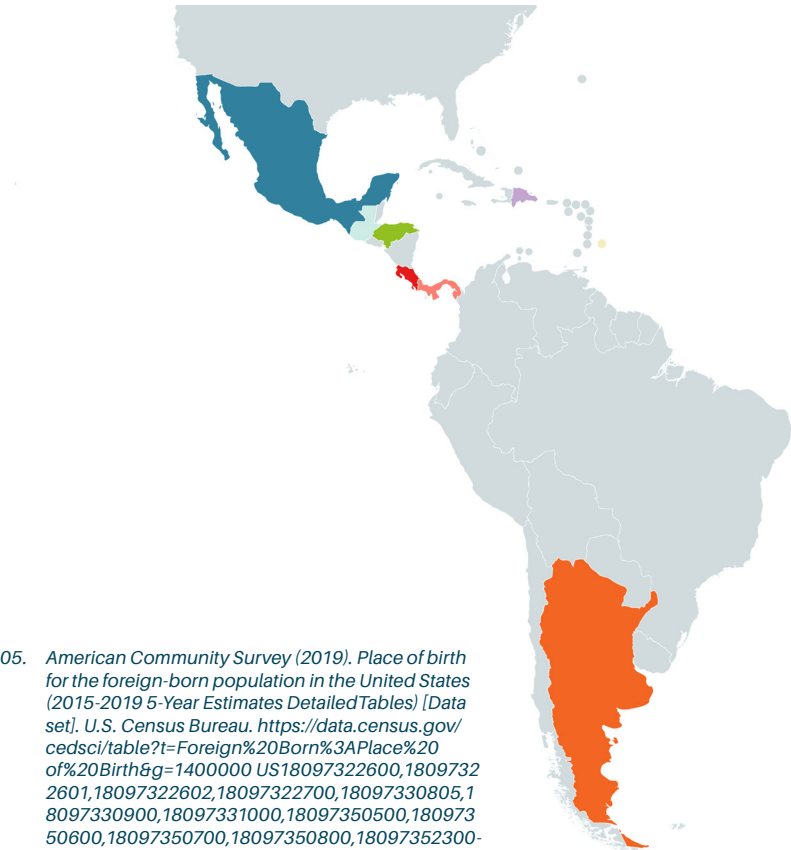 05. American Community Survey (2019). Place of birth
for the foreign-born population in the United States
(2015-2019 5-Year Estimates DetailedTables) [Data
set]. U.S. Census Bureau. https://data.census.gov/
cedsci/table?t=Foreign%20Born%3APlace%20
of%20Birth&g=1400000 US18097322600,1809732
2601,18097322602,18097322700,18097330805,1
8097330900,18097331000,18097350500,180973
50600,18097350700,18097350800,18097352300-